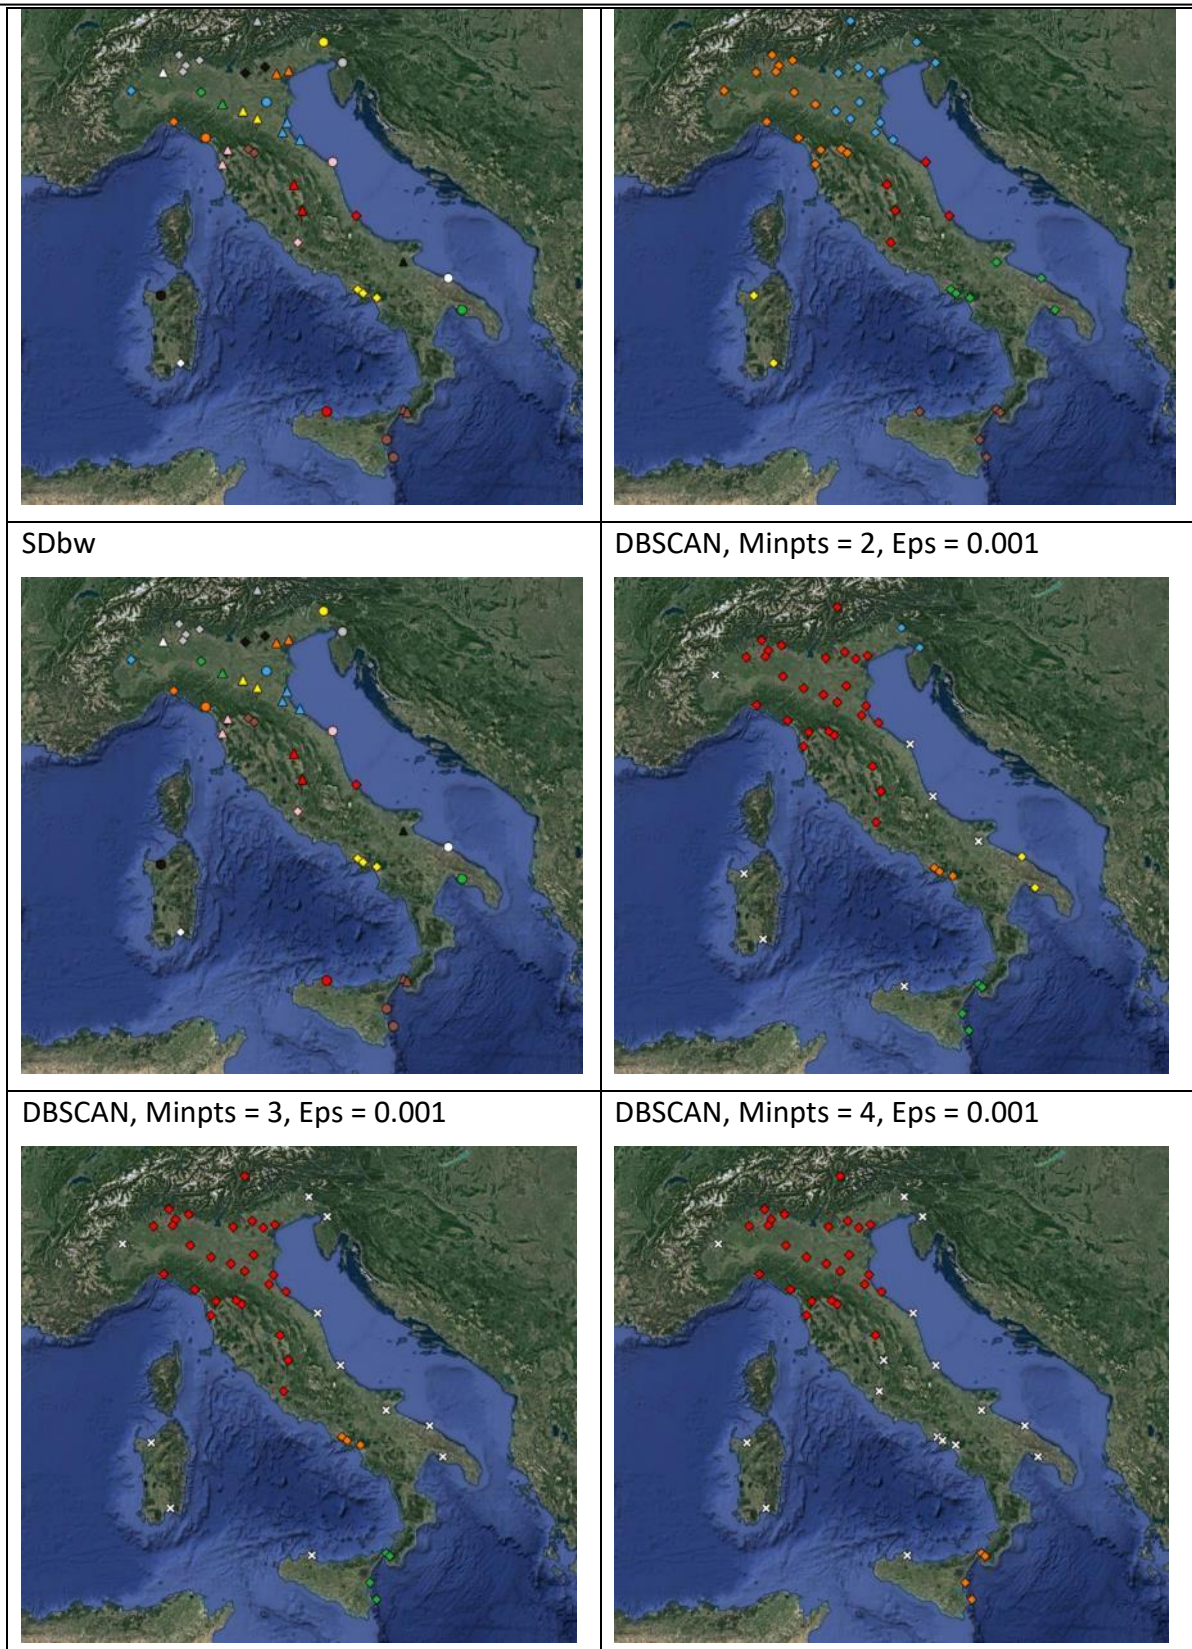 SDbw
DBSCAN, Minpts = 2, Eps = 0.001
DBSCAN, Minpts = 3, Eps = 0.001
DBSCAN, Minpts = 4, Eps = 0.001